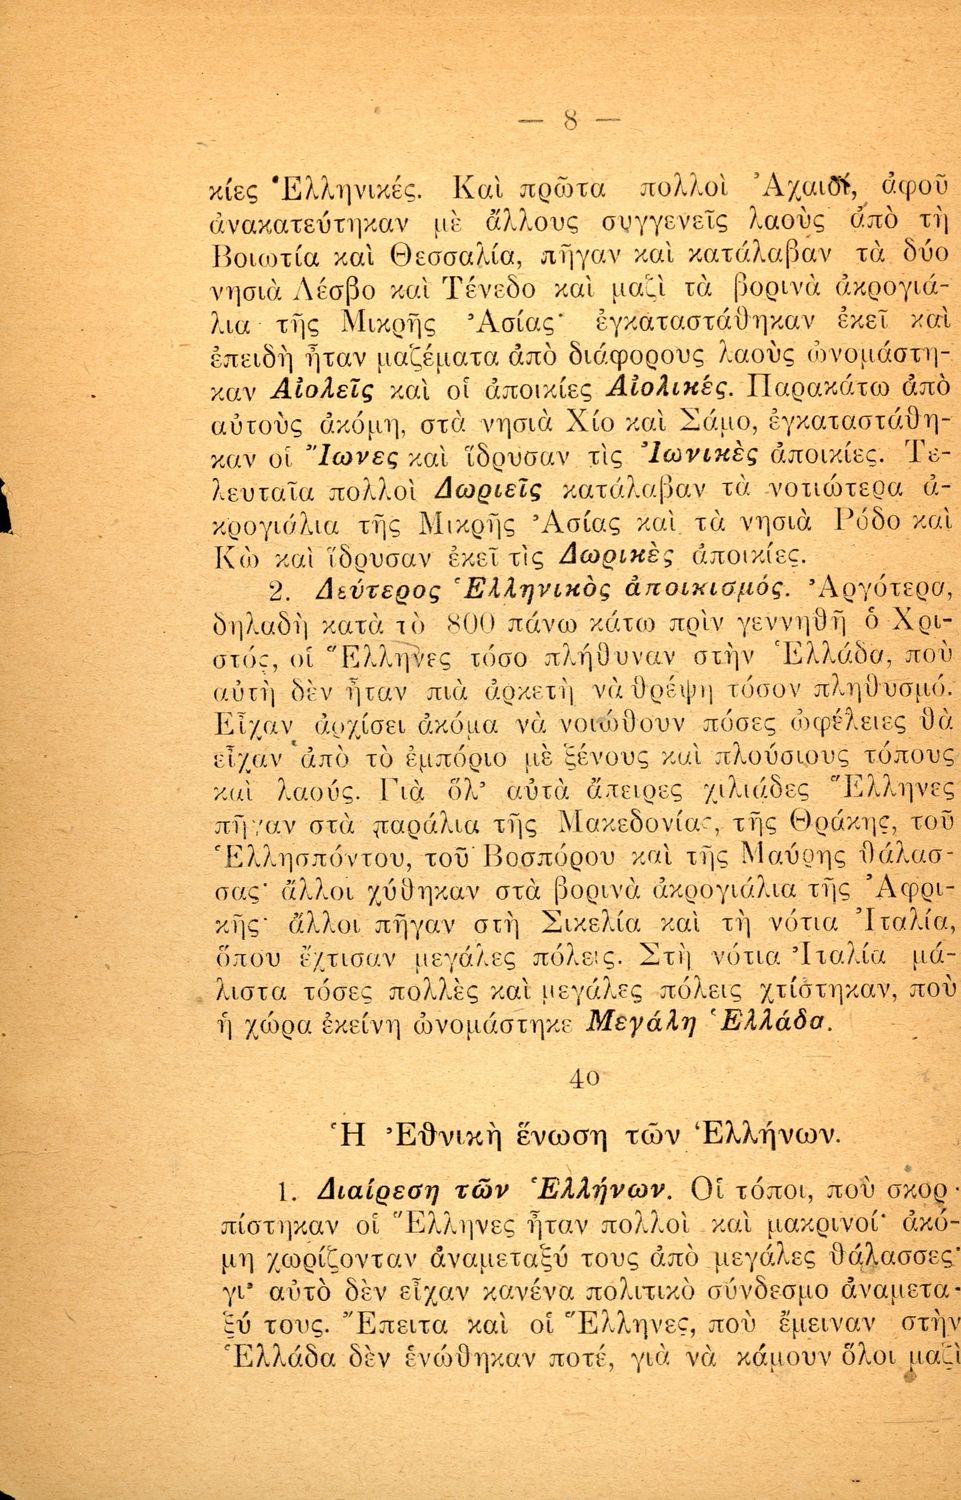 — 8 —
κίες Ἑλληνικές. Καὶ πρῶτα πολλοὶ Ἀχαιοί, ἀφοῦ
ἀνακατεύτηκαν μὲ ἄλλους συγγενεῖς λαοὺς ἀπὸ τὴ
Βοιωτία καὶ Θεσσαλία, πῆγαν καὶ κατάλαβαν τὰ δύο
νησιὰ Λέσβο καὶ Τένεδο καὶ μαζὶ τὰ βορινὰ ἀκρογιά-
λια τῆς Μικρῆς Ἀσίας· ἐγκαταστάθηκαν ἐκεῖ καὶ
ἐπειδὴ ἦταν μαζέματα ἀπὸ διάφορους λαοὺς ὠνομάστη-
καν Αἰολεῖς καὶ οἱ ἀποικίες Αἰολικές. Παρακάτω ἀπὸ
αὐτοὺς ἀκόμη, στὰ νησιὰ Χίο καὶ Σάμο, ἐγκαταστάθη-
καν οἱ Ἴωνες καὶ ἵδρυσαν τὶς Ἰωνικὲς ἀποικίες. Τε-
λευταῖα πολλοὶ Δωριεῖς κατάλαβαν τὰ νοτιώτερα ἀ-
κρογιάλια τῆς Μικρῆς Ἀσίας καὶ τὰ νησιὰ Ρόδο καὶ
Κῶ καὶ ἵδρυσαν ἐκεῖ τὶς Δωρικὲς ἀποικίες.
2. Δεύτερος Ἑλληνικὸς ἀποικισμός. Ἀργότερα,
δηλαδὴ κατὰ τὸ 800 πάνω κάτω πρὶν γεννηθῆ ὁ Χρι-
στός, οἱ Ἕλληνες τόσο πλήθυναν στὴν Ἑλλάδα, ποὺ
αὐτὴ δὲν ἦταν πιὰ ἀρκετὴ νὰ θρέψη τόσον πληθυσμό.
Εἶχαν ἀρχίσει ἀκόμα νὰ νοιώθουν πόσες ὠφέλειες θὰ
εἶχαν ἀπὸ τὸ ἐμπόριο μὲ ξένους καὶ πλούσιους τόπους
καὶ λαούς. Γιὰ ὅλ' αὐτὰ ἄπειρες χιλιάδες Ἕλληνες
πῆγαν στὰ παράλια τῆς Μακεδονίας, τῆς Θράκης, τοῦ
Ἑλλησπόντου, τοῦ Βοσπόρου καὶ τῆς Μαύρης θάλασ-
σας· ἄλλοι χύθηκαν στὰ βορινὰ ἀκρογιάλια τῆς Ἀφρι-
κῆς· ἄλλοι πῆγαν στὴ Σικελία καὶ τὴ νότια Ἰταλία,
ὅπου ἔχτισαν μεγάλες πόλεις. Στὴ νότια Ἰταλία μά-
λιστα τόσες πολλὲς καὶ μεγάλες πόλεις χτίστηκαν, ποὺ
ἡ χώρα ἐκείνη ὠνομάστηκε Μεγάλη Ἑλλάδα.
4ο
Ἡ Ἐθνικὴ ἕνωση τῶν Ἑλλήνων.
1. Διαίρεση τῶν Ἑλλήνων. Οἱ τόποι, ποὺ σκορ-
πίστηκαν οἱ Ἕλληνες ἦταν πολλοὶ καὶ μακρινοί· ἀκό-
μη χωρίζονταν ἀναμεταξύ τους ἀπὸ μεγάλες θάλασσες·
γι' αὐτὸ δὲν εἶχαν κανένα πολιτικὸ σύνδεσμο ἀναμετα-
ξύ τους. Ἔπειτα καὶ οἱ Ἕλληνες, ποὺ ἔμειναν στὴν
Ἑλλάδα δὲν ἑνώθηκαν ποτέ, γιὰ νὰ κάμουν ὅλοι μαζὶ